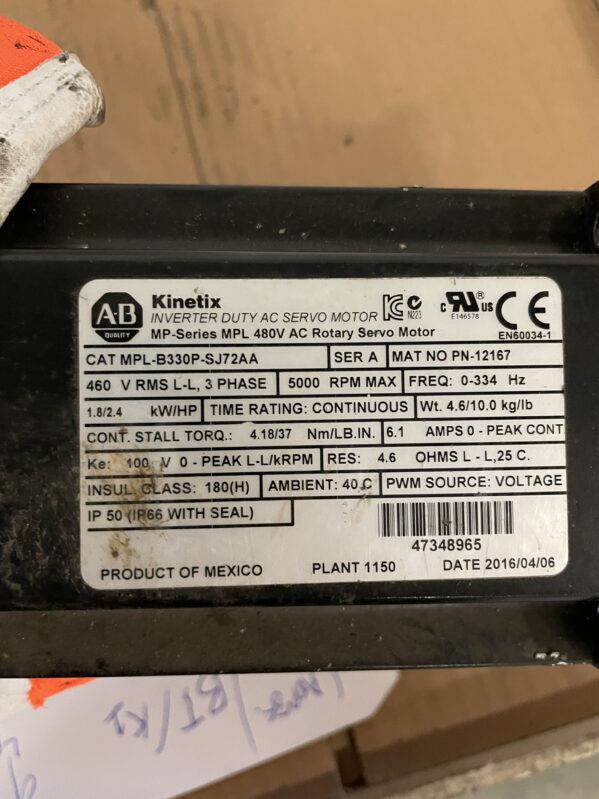 A-B
QUALITY
Kinetix
INVERTER DUTY AC SERVO MOTOR
MP-Series MPL 480V AC Rotary Servo Motor
N223
c RU ® US
E146578
CE
EN60034-1
CAT MPL-B330P-SJ72AA SER A MAT NO PN-12167
460 V RMS L-L, 3 PHASE 5000 RPM MAX FREQ: 0-334 Hz
1.8/2.4 kW/HP TIME RATING: CONTINUOUS Wt. 4.6/10.0 kg/lb
CONT. STALL TORQ.: 4.18/37 Nm/LB.IN. 6.1 AMPS 0 - PEAK CONT
Ke: 100 V 0 - PEAK L-L/kRPM RES: 4.6 OHMS L - L,25 C.
INSUL CLASS: 180(H) AMBIENT: 40 C PWM SOURCE: VOLTAGE
IP 50 (IP66 WITH SEAL)
47348965
PRODUCT OF MEXICO PLANT 1150 DATE 2016/04/06